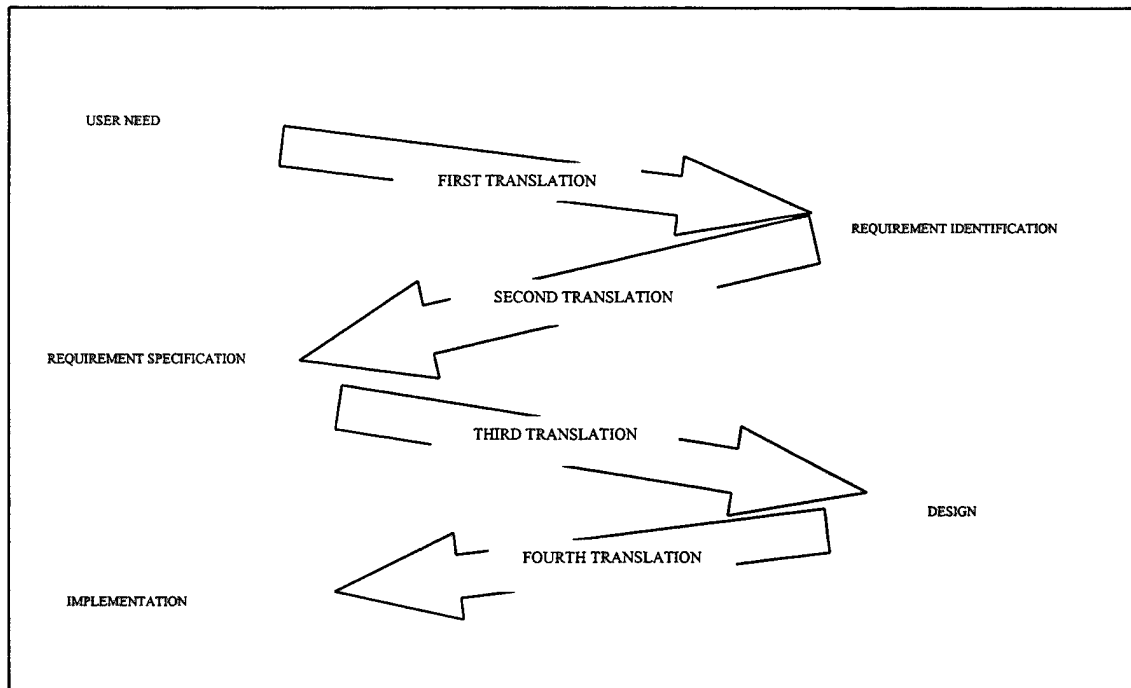 USER NEED
FIRST TRANSLATION
REQUIREMENT IDENTIFICATION
SECOND TRANSLATION
REQUIREMENT SPECIFICATION
THIRD TRANSLATION
DESIGN
FOURTH TRANSLATION
IMPLEMENTATION